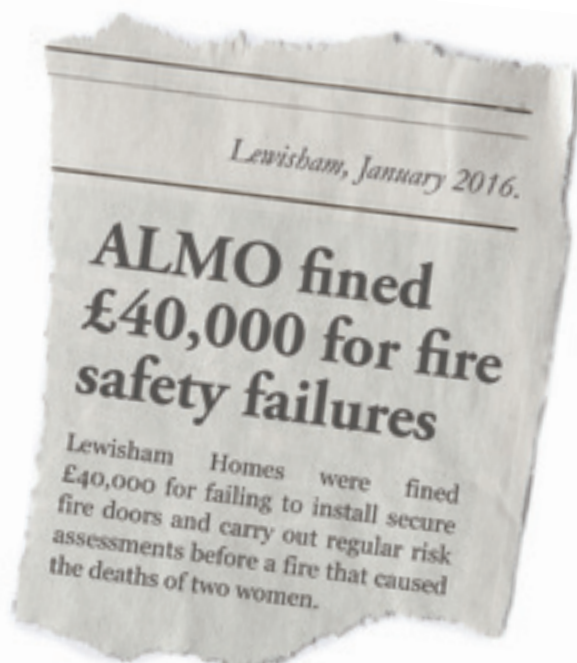 Lewisham, January 2016.
ALMO fined
£40,000 for fire
safety failures
Lewisham Homes were fined
£40,000 for failing to install secure
fire doors and carry out regular risk
assessments before a fire that caused
the deaths of two women.